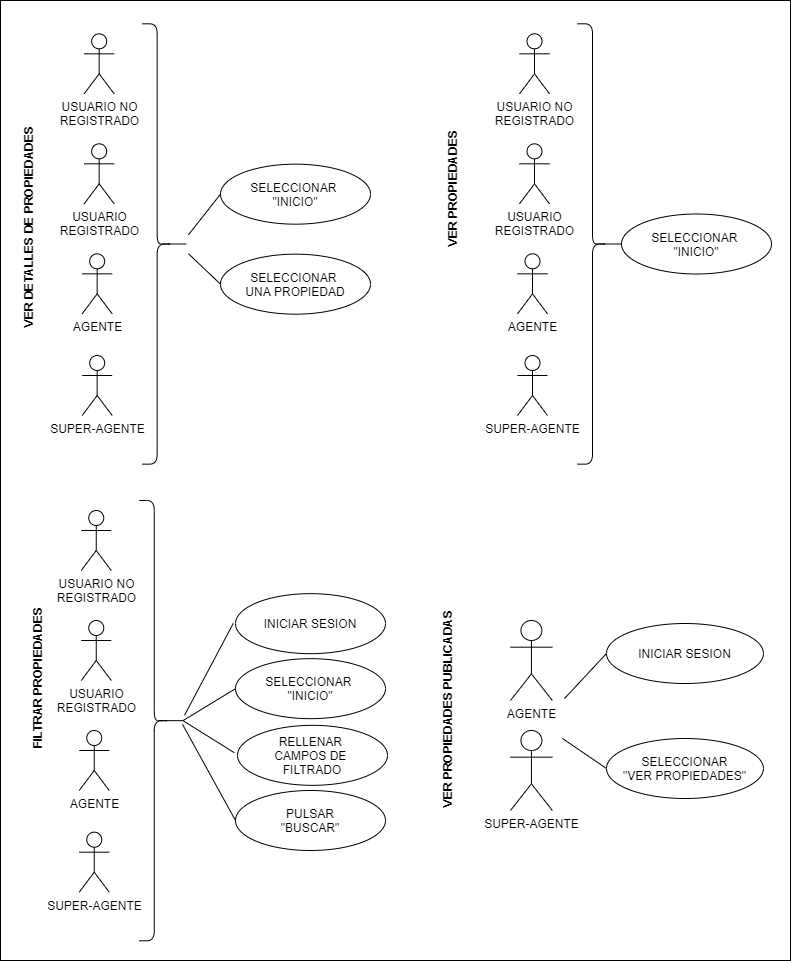 VER DETALLES DE PROPIEDADES
USUARIO NO
REGISTRADO
USUARIO
REGISTRADO
AGENTE
SUPER-AGENTE
SELECCIONAR
"INICIO"
SELECCIONAR
UNA PROPIEDAD
VER PROPIEDADES
USUARIO NO
REGISTRADO
USUARIO
REGISTRADO
AGENTE
SUPER-AGENTE
SELECCIONAR
"INICIO"
FILTRAR PROPIEDADES
USUARIO NO
REGISTRADO
USUARIO
REGISTRADO
AGENTE
SUPER-AGENTE
INICIAR SESION
SELECCIONAR
"INICIO"
RELLENAR
CAMPOS DE
FILTRADO
PULSAR
"BUSCAR"
VER PROPIEDADES PUBLICADAS
AGENTE
SUPER-AGENTE
INICIAR SESION
SELECCIONAR
"VER PROPIEDADES"